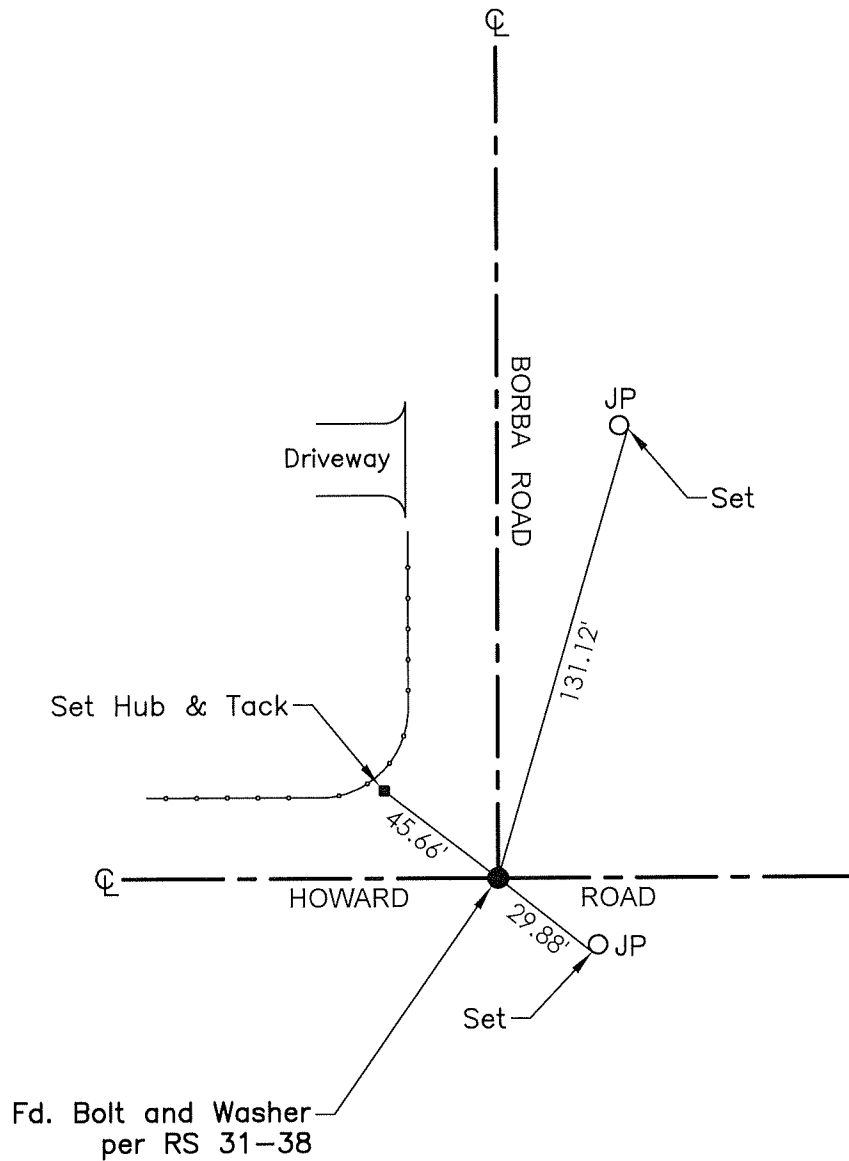 ℄
BORBA ROAD
JP
Driveway
Set
131.12'
Set Hub & Tack
45.66'
℄
HOWARD ROAD
29.88'
JP
Set
Fd. Bolt and Washer
per RS 31-38